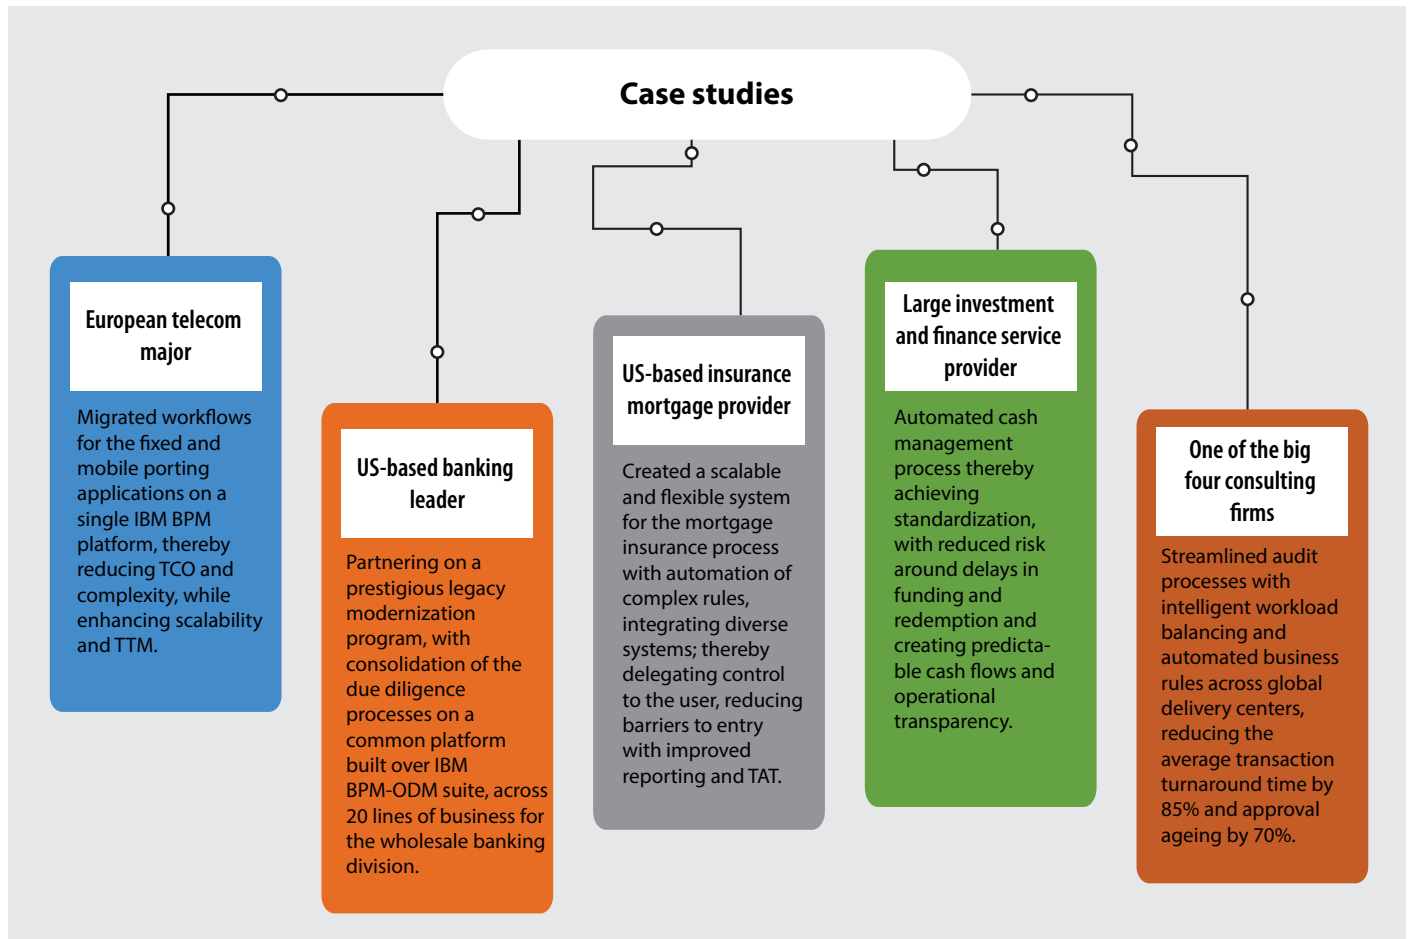 Case studies
European telecom
major
Migrated workflows
for the fixed and
mobile porting
applications on a
single IBM BPM
platform, thereby
reducing TCO and
complexity, while
enhancing scalability
and TTM.
US-based banking
leader
Partnering on a
prestigious legacy
modernization
program, with
consolidation of the
due diligence
processes on a
common platform
built over IBM
BPM-ODM suite, across
20 lines of business for
the wholesale banking
division.
US-based insurance
mortgage provider
Created a scalable
and flexible system
for the mortgage
insurance process
with automation of
complex rules,
integrating diverse
systems; thereby
delegating control
to the user, reducing
barriers to entry
with improved
reporting and TAT.
Large investment
and finance service
provider
Automated cash
management
process thereby
achieving
standardization,
with reduced risk
around delays in
funding and
redemption and
creating predicta-
ble cash flows and
operational
transparency.
One of the big
four consulting
firms
Streamlined audit
processes with
intelligent workload
balancing and
automated business
rules across global
delivery centers,
reducing the
average transaction
turnaround time by
85% and approval
ageing by 70%.